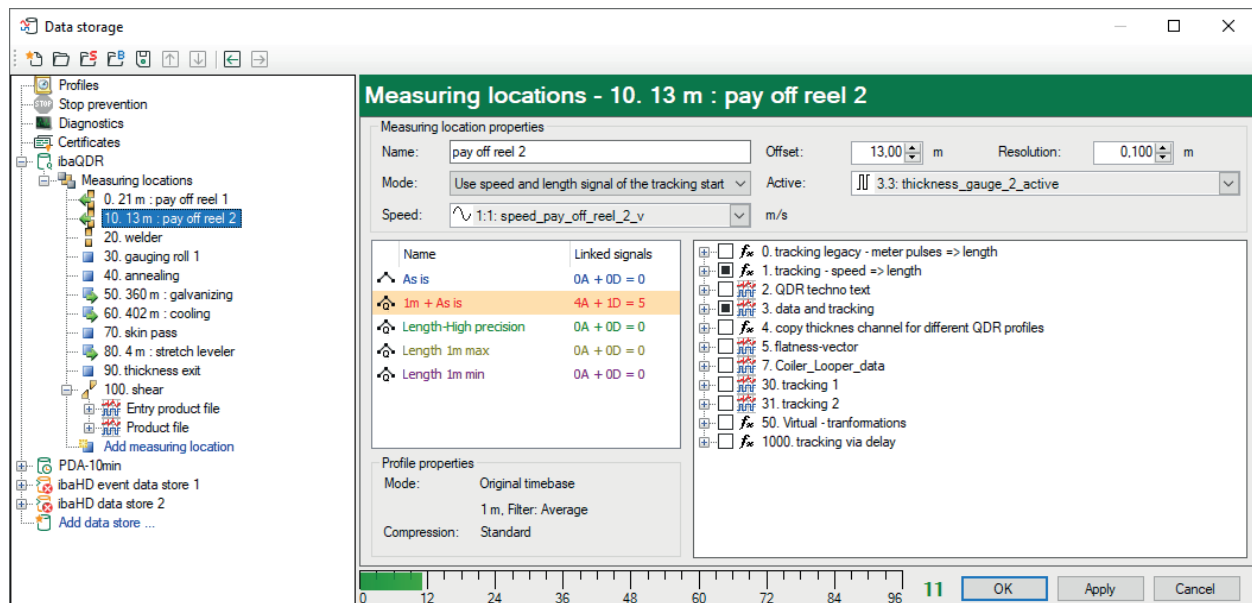 Data storage
Profiles
STOP Stop prevention
Diagnostics
Certificates
ibaQDR
Measuring locations
0. 21 m : pay off reel 1
10. 13 m : pay off reel 2
20. welder
30. gauging roll 1
40. annealing
50. 360 m : galvanizing
60. 402 m : cooling
70. skin pass
80. 4 m : stretch leveler
90. thickness exit
100. shear
Entry product file
Product file
Add measuring location
PDA-10min
ibaHD event data store 1
ibaHD data store 2
Add data store ...
Measuring locations - 10. 13 m : pay off reel 2
Measuring location properties
Name: pay off reel 2 Offset: 13,00 m Resolution: 0,100 m
Mode: Use speed and length signal of the tracking start Active: 3.3: thickness_gauge_2_active
Speed: 1:1: speed_pay_off_reel_2_v m/s
Name Linked signals
As is 0A + 0D = 0
1m + As is 4A + 1D = 5
Length-High precision 0A + 0D = 0
Length 1m max 0A + 0D = 0
Length 1m min 0A + 0D = 0
fx 0. tracking legacy - meter pulses => length
fx 1. tracking - speed => length
2. QDR techno text
3. data and tracking
fx 4. copy thicknes channel for different QDR profiles
5. flatness-vector
7. Coiler_Looper_data
30. tracking 1
31. tracking 2
fx 50. Virtual - tranformations
fx 1000. tracking via delay
Profile properties
Mode: Original timebase
1 m, Filter: Average
Compression: Standard
0 12 24 36 48 60 72 84 96 11 OK Apply Cancel